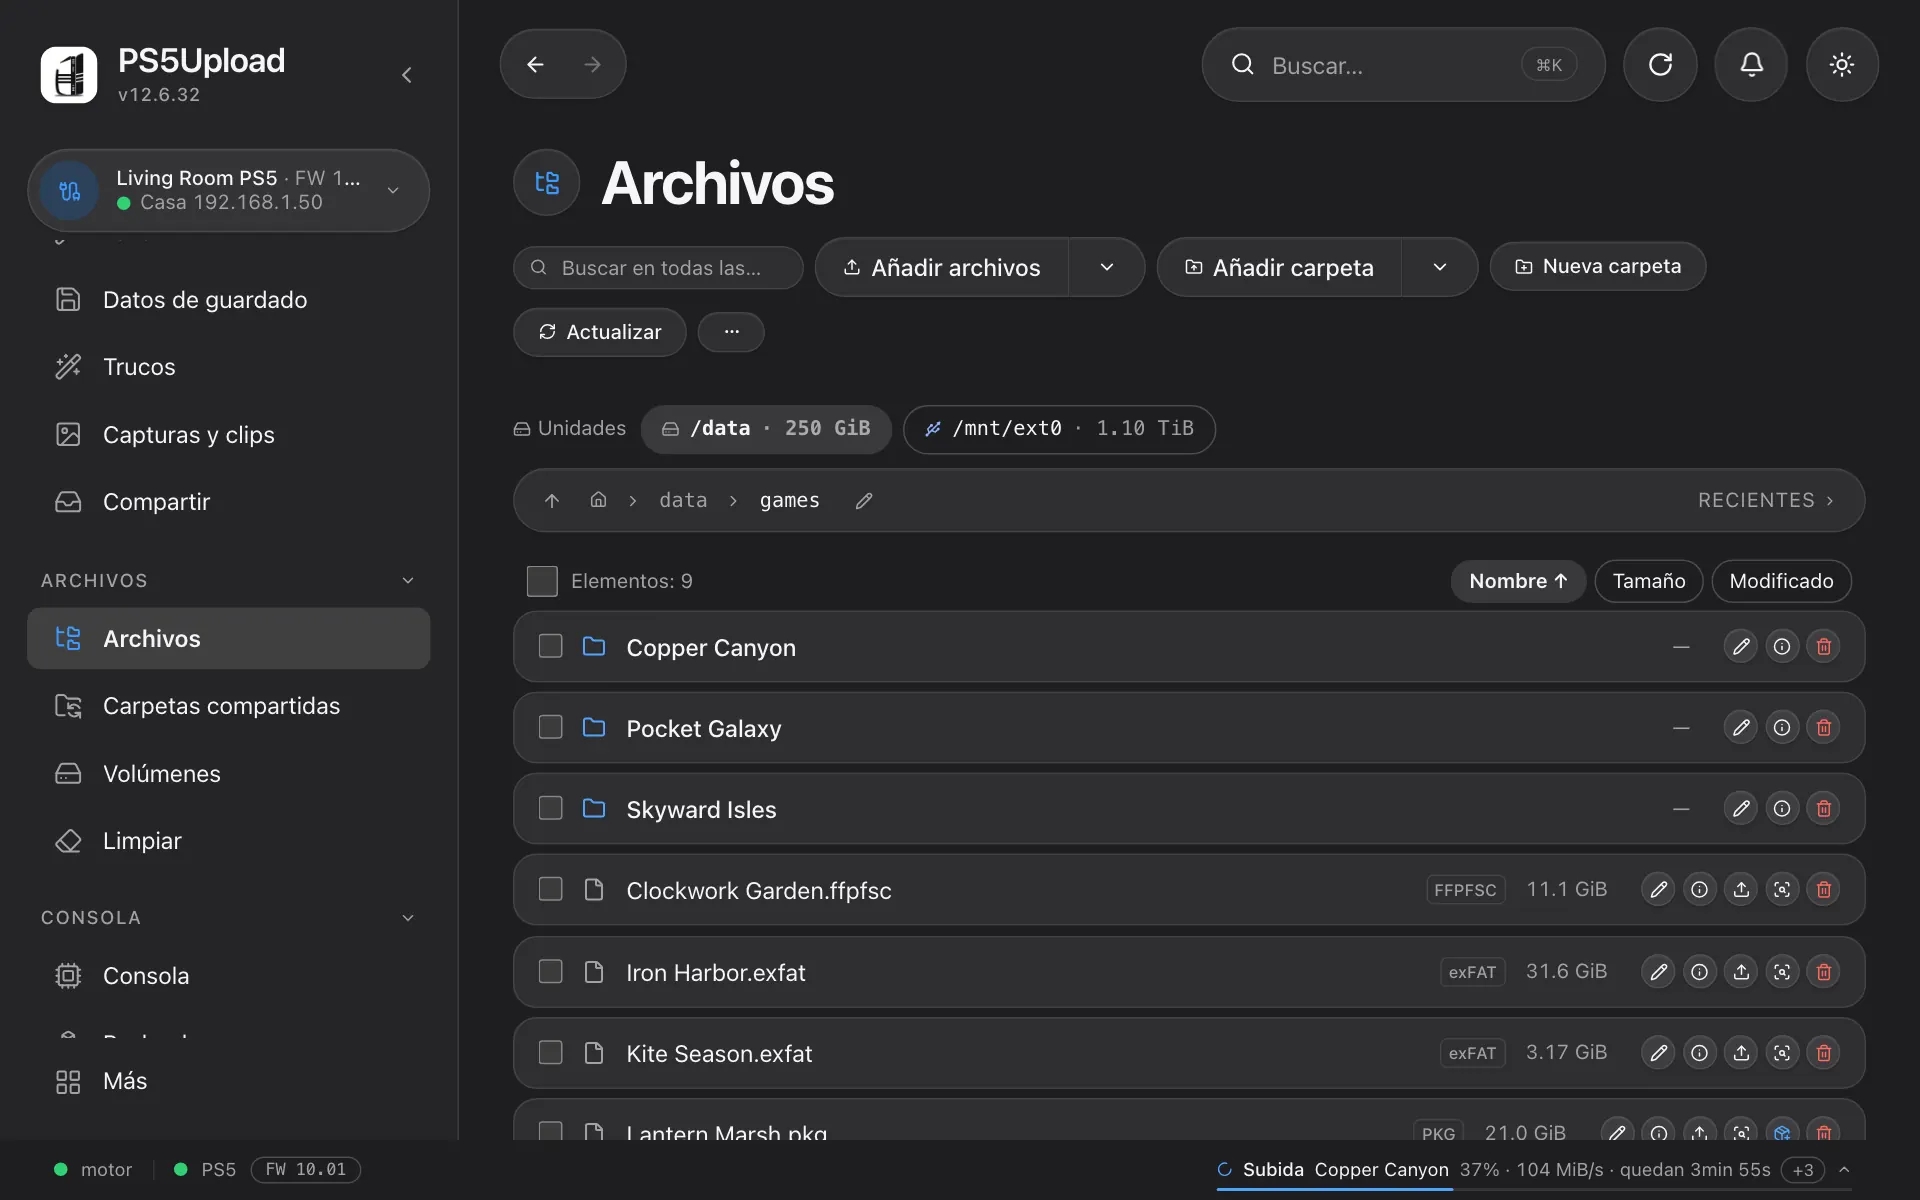 PS5Upload
v12.6.32
Living Room PS5 · FW 1...
Casa 192.168.1.50
Datos de guardado
Trucos
Capturas y clips
Compartir
ARCHIVOS
Archivos
Carpetas compartidas
Volúmenes
Limpiar
CONSOLA
Consola
Más
Buscar...
⌘K
Archivos
Buscar en todas las...
Añadir archivos
Añadir carpeta
Nueva carpeta
Actualizar
Unidades
/data · 250 GiB
/mnt/ext0 · 1.10 TiB
data › games
RECIENTES ›
Elementos: 9
Nombre ↑
Tamaño
Modificado
Copper Canyon —
Pocket Galaxy —
Skyward Isles —
Clockwork Garden.ffpfsc FFPFSC 11.1 GiB
Iron Harbor.exfat exFAT 31.6 GiB
Kite Season.exfat exFAT 3.17 GiB
Lantern Marsh.pkg PKG 21.0 GiB
motor
PS5
FW 10.01
Subida Copper Canyon 37% · 104 MiB/s · quedan 3min 55s +3